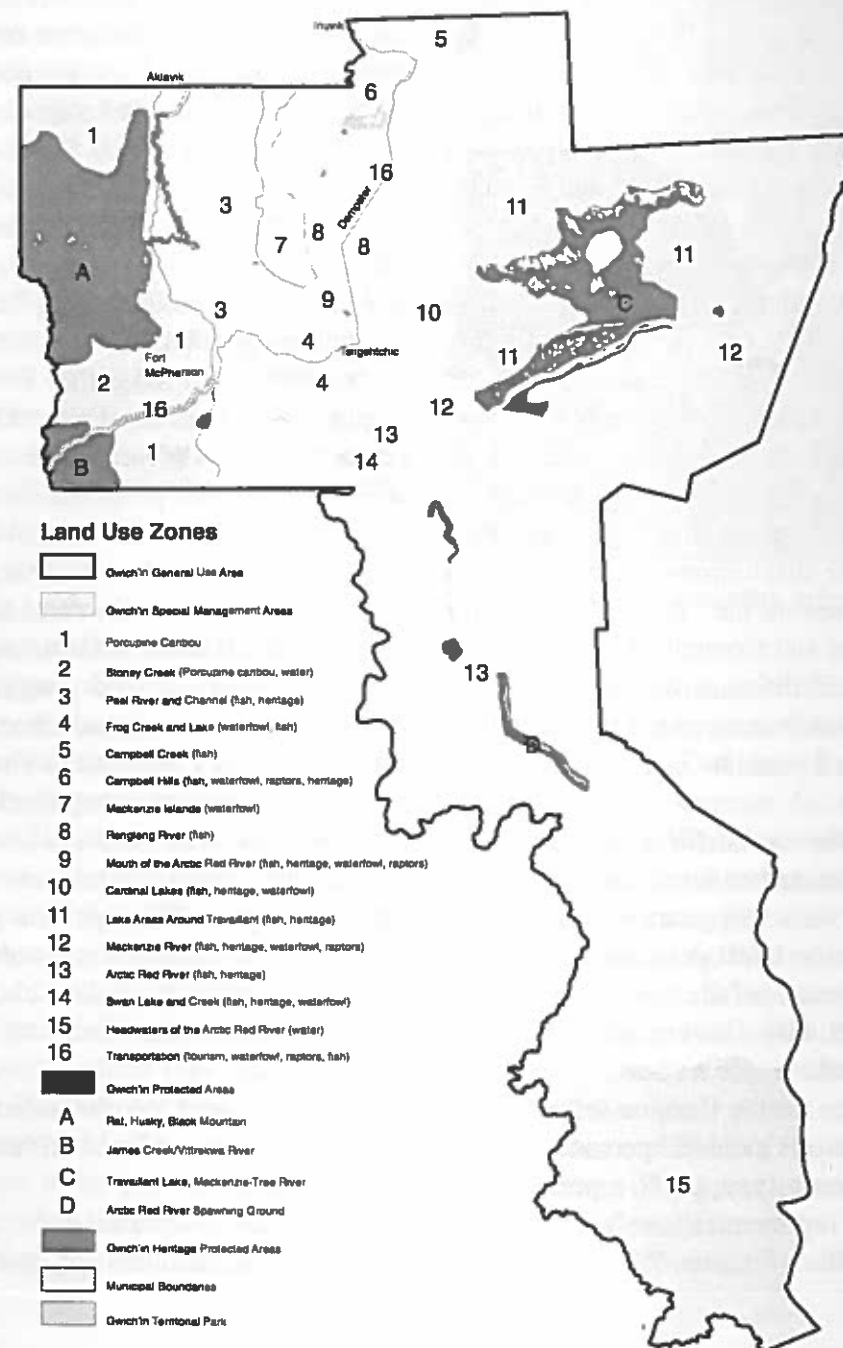 Inuvik
5
Aklavik
6
1
16
3
Dempster
11
7
8
8
11
A
9
C
3
10
1
4
12
Fort
McPherson
Tsiigehtchic
11
2
4
16
12
13
1
14
B
Land Use Zones
Gwich'in General Use Area
Gwich'in Special Management Areas
1 Porcupine Caribou
2 Stoney Creek (Porcupine caribou, water)
3 Peel River and Channel (fish, heritage)
4 Frog Creek and Lake (waterfowl, fish)
13
5 Campbell Creek (fish)
D
6 Campbell Hills (fish, waterfowl, raptors, heritage)
7 Mackenzie Islands (waterfowl)
8 Rengleng River (fish)
9 Mouth of the Arctic Red River (fish, heritage, waterfowl, raptors)
10 Cardinal Lakes (fish, heritage, waterfowl)
11 Lake Areas Around Travaillant (fish, heritage)
12 Mackenzie River (fish, heritage, waterfowl, raptors)
13 Arctic Red River (fish, heritage)
14 Swan Lake and Creek (fish, heritage, waterfowl)
15 Headwaters of the Arctic Red River (water)
16 Transportation (tourism, waterfowl, raptors, fish)
Gwich'in Protected Areas
A Rat, Husky, Black Mountain
B James Creek/Vittrekwa River
C Travaillant Lake, Mackenzie-Tree River
15
D Arctic Red River Spawning Ground
Gwich'in Heritage Protected Areas
Municipal Boundaries
Gwich'in Territorial Park